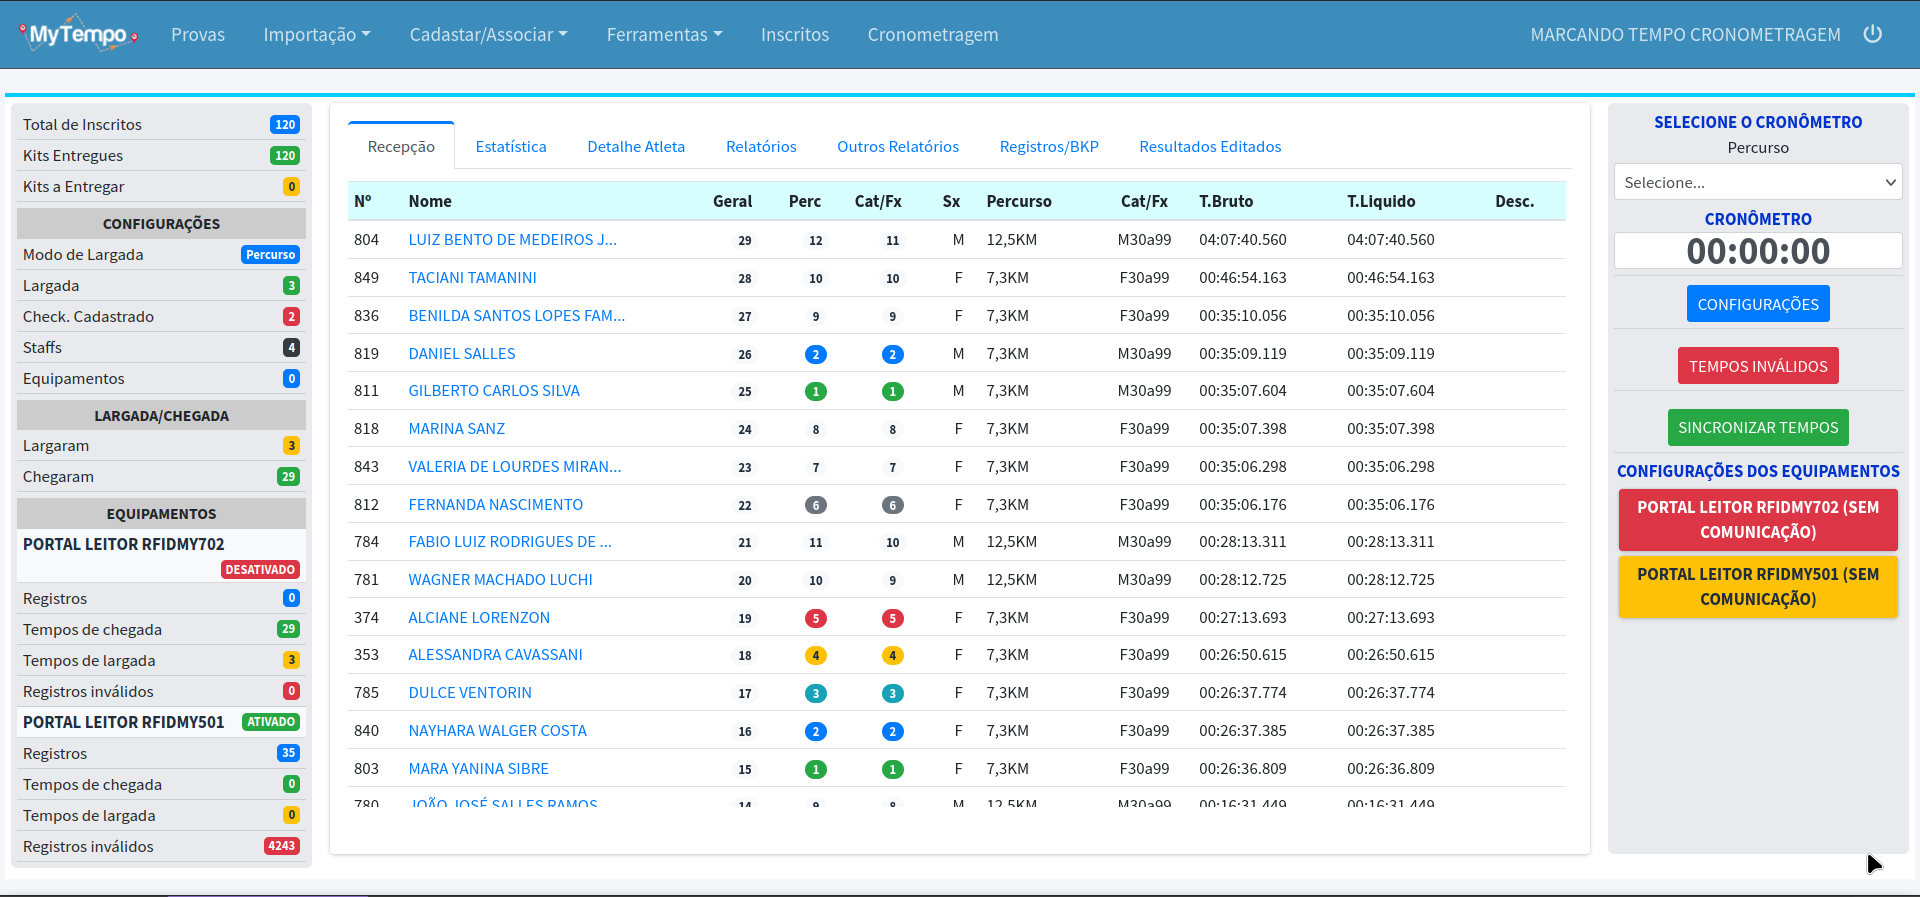 MyTempo Provas Importação Cadastar/Associar Ferramentas Inscritos Cronometragem MARCANDO TEMPO CRONOMETRAGEM
Total de Inscritos 120
Kits Entregues 120
Kits a Entregar 0
CONFIGURAÇÕES
Modo de Largada Percurso
Largada 3
Check. Cadastrado 2
Staffs 4
Equipamentos 0
LARGADA/CHEGADA
Largaram 3
Chegaram 29
EQUIPAMENTOS
PORTAL LEITOR RFIDMY702
DESATIVADO
Registros 0
Tempos de chegada 29
Tempos de largada 3
Registros inválidos 0
PORTAL LEITOR RFIDMY501 ATIVADO
Registros 35
Tempos de chegada 0
Tempos de largada 0
Registros inválidos 4243
Recepção Estatística Detalhe Atleta Relatórios Outros Relatórios Registros/BKP Resultados Editados
Nº Nome Geral Perc Cat/Fx Sx Percurso Cat/Fx T.Bruto T.Liquido Desc.
804 LUIZ BENTO DE MEDEIROS J... 29 12 11 M 12,5KM M30a99 04:07:40.560 04:07:40.560
849 TACIANI TAMANINI 28 10 10 F 7,3KM F30a99 00:46:54.163 00:46:54.163
836 BENILDA SANTOS LOPES FAM... 27 9 9 F 7,3KM F30a99 00:35:10.056 00:35:10.056
819 DANIEL SALLES 26 2 2 M 7,3KM M30a99 00:35:09.119 00:35:09.119
811 GILBERTO CARLOS SILVA 25 1 1 M 7,3KM M30a99 00:35:07.604 00:35:07.604
818 MARINA SANZ 24 8 8 F 7,3KM F30a99 00:35:07.398 00:35:07.398
843 VALERIA DE LOURDES MIRAN... 23 7 7 F 7,3KM F30a99 00:35:06.298 00:35:06.298
812 FERNANDA NASCIMENTO 22 6 6 F 7,3KM F30a99 00:35:06.176 00:35:06.176
784 FABIO LUIZ RODRIGUES DE ... 21 11 10 M 12,5KM M30a99 00:28:13.311 00:28:13.311
781 WAGNER MACHADO LUCHI 20 10 9 M 12,5KM M30a99 00:28:12.725 00:28:12.725
374 ALCIANE LORENZON 19 5 5 F 7,3KM F30a99 00:27:13.693 00:27:13.693
353 ALESSANDRA CAVASSANI 18 4 4 F 7,3KM F30a99 00:26:50.615 00:26:50.615
785 DULCE VENTORIN 17 3 3 F 7,3KM F30a99 00:26:37.774 00:26:37.774
840 NAYHARA WALGER COSTA 16 2 2 F 7,3KM F30a99 00:26:37.385 00:26:37.385
803 MARA YANINA SIBRE 15 1 1 F 7,3KM F30a99 00:26:36.809 00:26:36.809
780 JOÃO JOSÉ SALLES RAMOS 14 9 8 M 12,5KM M30a99 00:16:31.449 00:16:31.449
SELECIONE O CRONÔMETRO
Percurso
Selecione...
CRONÔMETRO
00:00:00
CONFIGURAÇÕES
TEMPOS INVÁLIDOS
SINCRONIZAR TEMPOS
CONFIGURAÇÕES DOS EQUIPAMENTOS
PORTAL LEITOR RFIDMY702 (SEM
COMUNICAÇÃO)
PORTAL LEITOR RFIDMY501 (SEM
COMUNICAÇÃO)